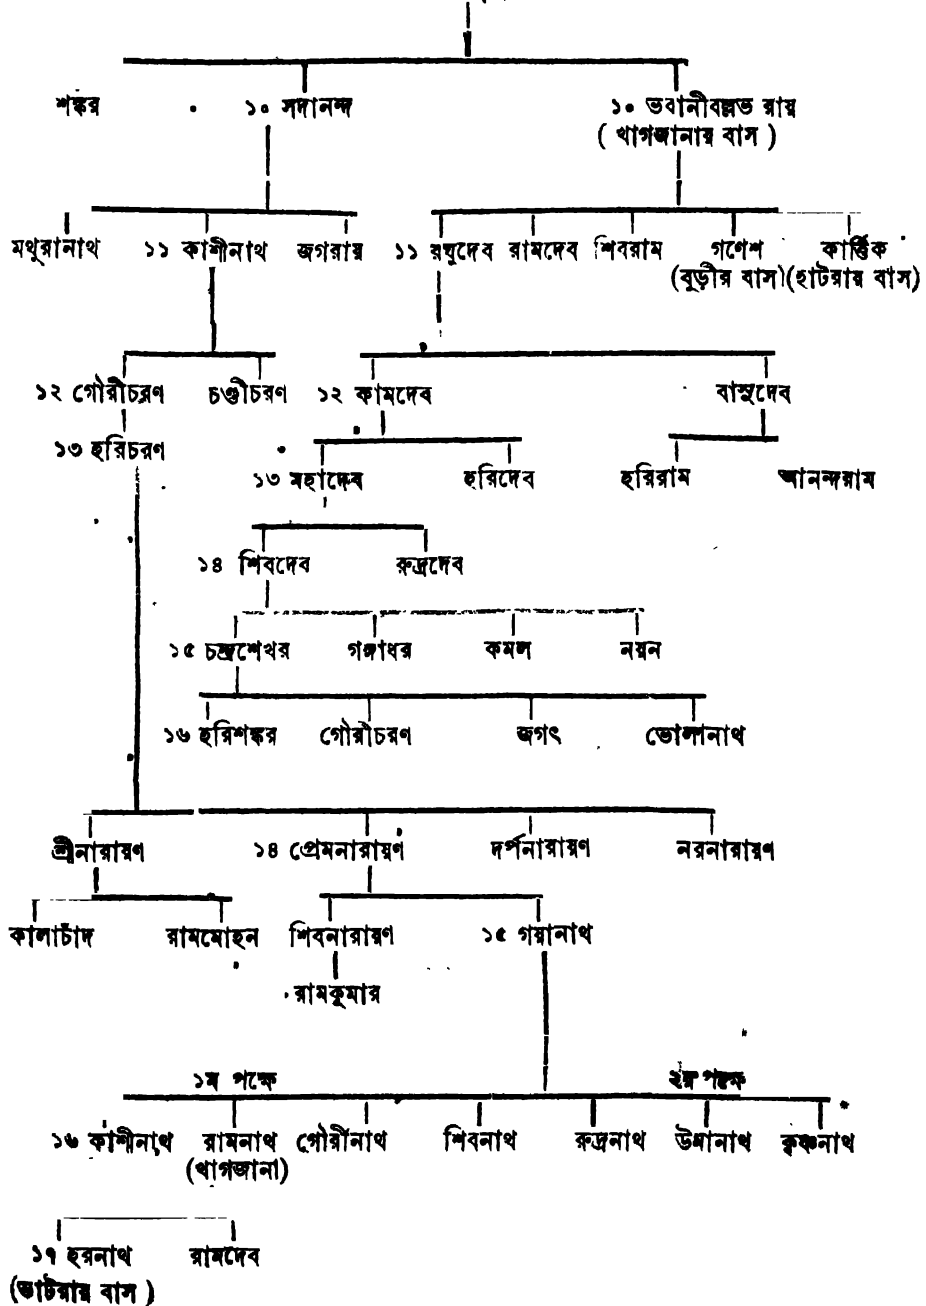 শঙ্কর ১০ সদানন্দ ১০ ভবানীবল্লভ রায়
( খাগজানায় বাস )
মথুরানাথ ১১ কাশীনাথ জগরায় ১১ রঘুদেব রামদেব শিবরাম গণেশ কার্ত্তিক
(বুড়ীর বাস) (হাটরায় বাস)
১২ গৌরীচরণ চণ্ডীচরণ ১২ কামদেব বাসুদেব
১৩ হরিচরণ
১৩ মহাদেব হরিদেব হরিরাম আনন্দরাম
১৪ শিবদেব রুদ্রদেব
১৫ চন্দ্রশেখর গঙ্গাধর কমল নয়ন
১৬ হরিশঙ্কর গৌরীচরণ জগৎ ভোলানাথ
শ্রীনারায়ণ ১৪ প্রেমনারায়ণ দর্পনারায়ণ নরনারায়ণ
কালাচাঁদ রামমোহন শিবনারায়ণ ১৫ গয়ানাথ
রামকুমার
১ম পক্ষে ২য় পক্ষে
১৬ কাশীনাথ রামনাথ গৌরীনাথ শিবনাথ রুদ্রনাথ উমানাথ কৃষ্ণনাথ
(খাগজানা)
১৭ হরনাথ রামদেব
(ভাটরায় বাস )